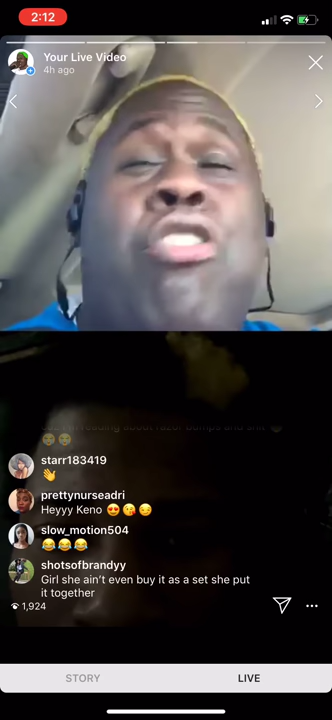 2:12
Your Live Video
4h ago
starr183419
👋
prettynurseadri
Heyyy Keno 😍😘😏
slow_motion504
😂😂😂
shotsofbrandyy
Girl she ain't even buy it as a set she put
it together
1,924
STORY
LIVE